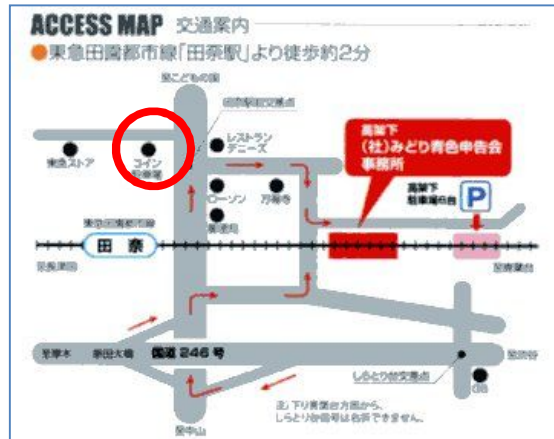 ACCESS MAP 交通案内
●東急田園都市線「田奈駅」より徒歩約2分
至こどもの国
田奈駅前交差点
レストラン
デニーズ
東急ストア
コイン
駐車場
高架下
(社)みどり青色申告会
事務所
ローソン
万福寺
郵便局
高架下
駐車場6台
P
東急田園都市線
田奈
至長津田
至青葉台
至厚木
新田大橋
国道246号
至渋谷
しらとり台交差点
至中山
注)下り青葉台方面から、
しらとり台信号は右折できません。